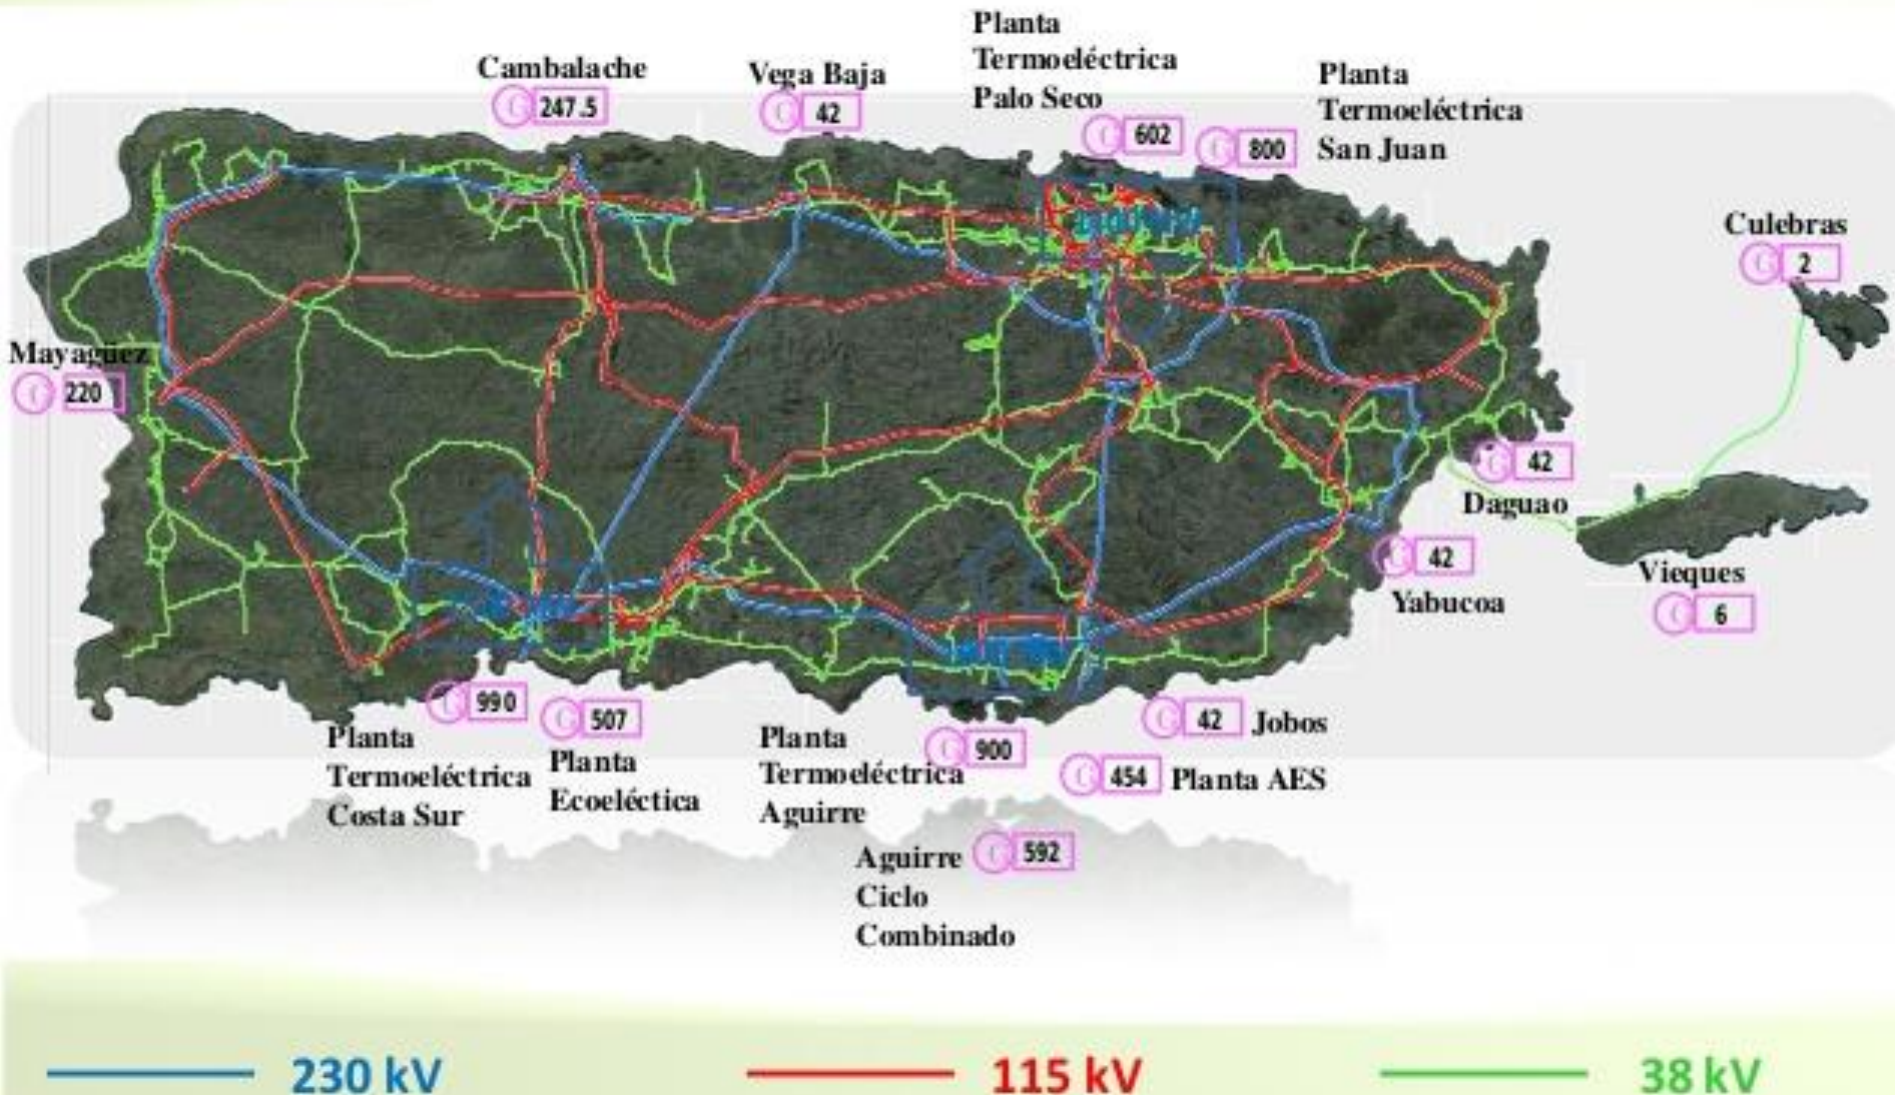 Cambalache
247.5
Vega Baja
42
Planta
Termoeléctrica
Palo Seco
602
Planta
Termoeléctrica
San Juan
800
Culebras
2
Mayagüez
220
42
Daguao
42
Yabucoa
Vieques
6
990
Planta
Termoeléctrica
Costa Sur
507
Planta
Ecoeléctica
Planta
Termoeléctrica
Aguirre
900
42 Jobos
454 Planta AES
Aguirre 592
Ciclo
Combinado
230 kV
115 kV
38 kV